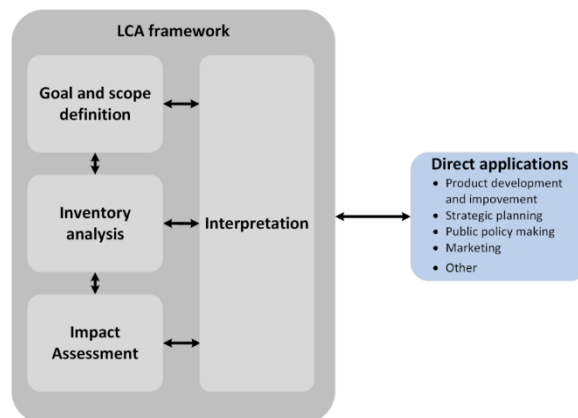 LCA framework
Goal and scope
definition
Inventory
analysis
Impact
Assessment
Interpretation
Direct applications
• Product development
and impovement
• Strategic planning
• Public policy making
• Marketing
• Other